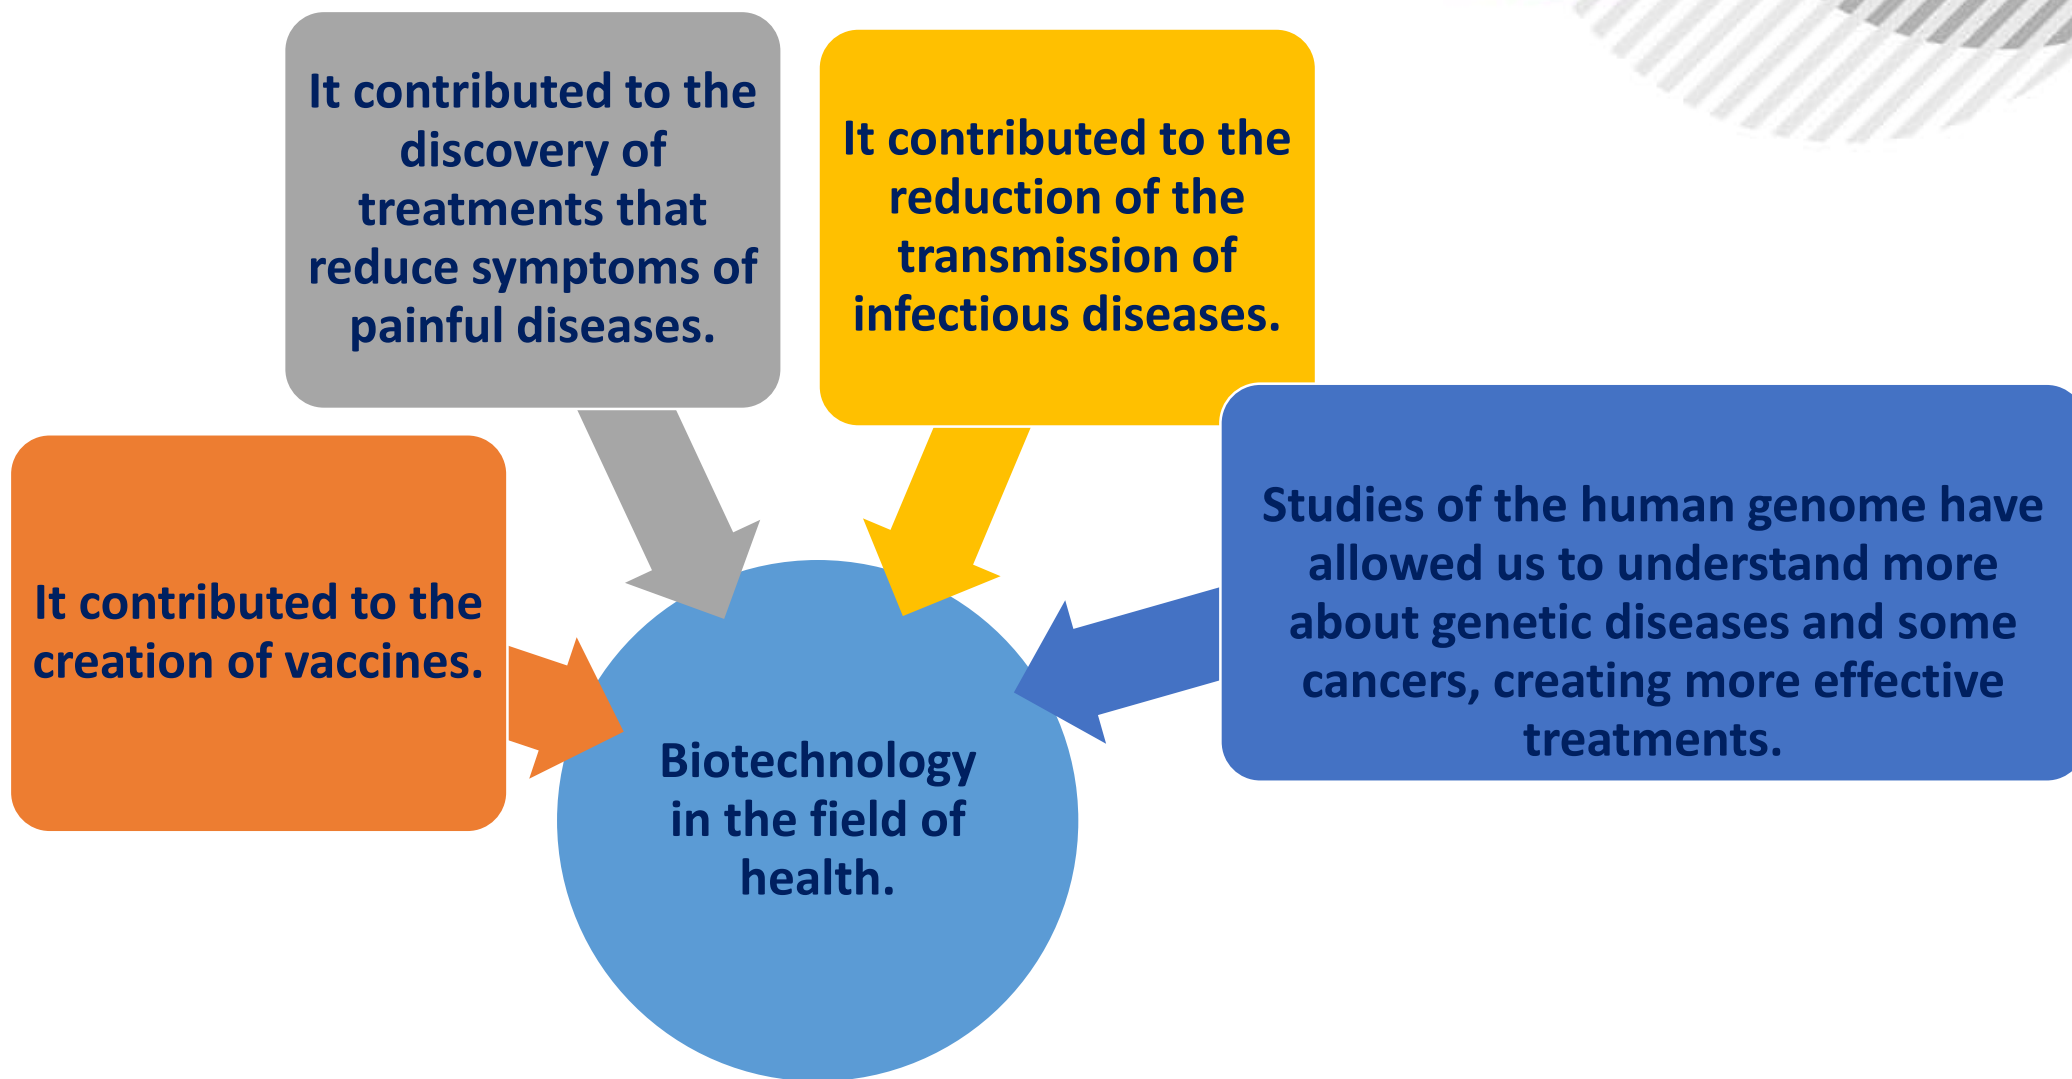 It contributed to the
discovery of
treatments that
reduce symptoms of
painful diseases.
It contributed to the
reduction of the
transmission of
infectious diseases.
It contributed to the
creation of vaccines.
Studies of the human genome have
allowed us to understand more
about genetic diseases and some
cancers, creating more effective
treatments.
Biotechnology
in the field of
health.